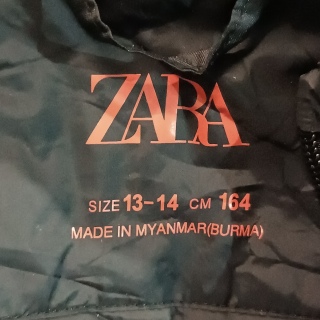 ZARA
SIZE 13-14 CM 164
MADE IN MYANMAR(BURMA)